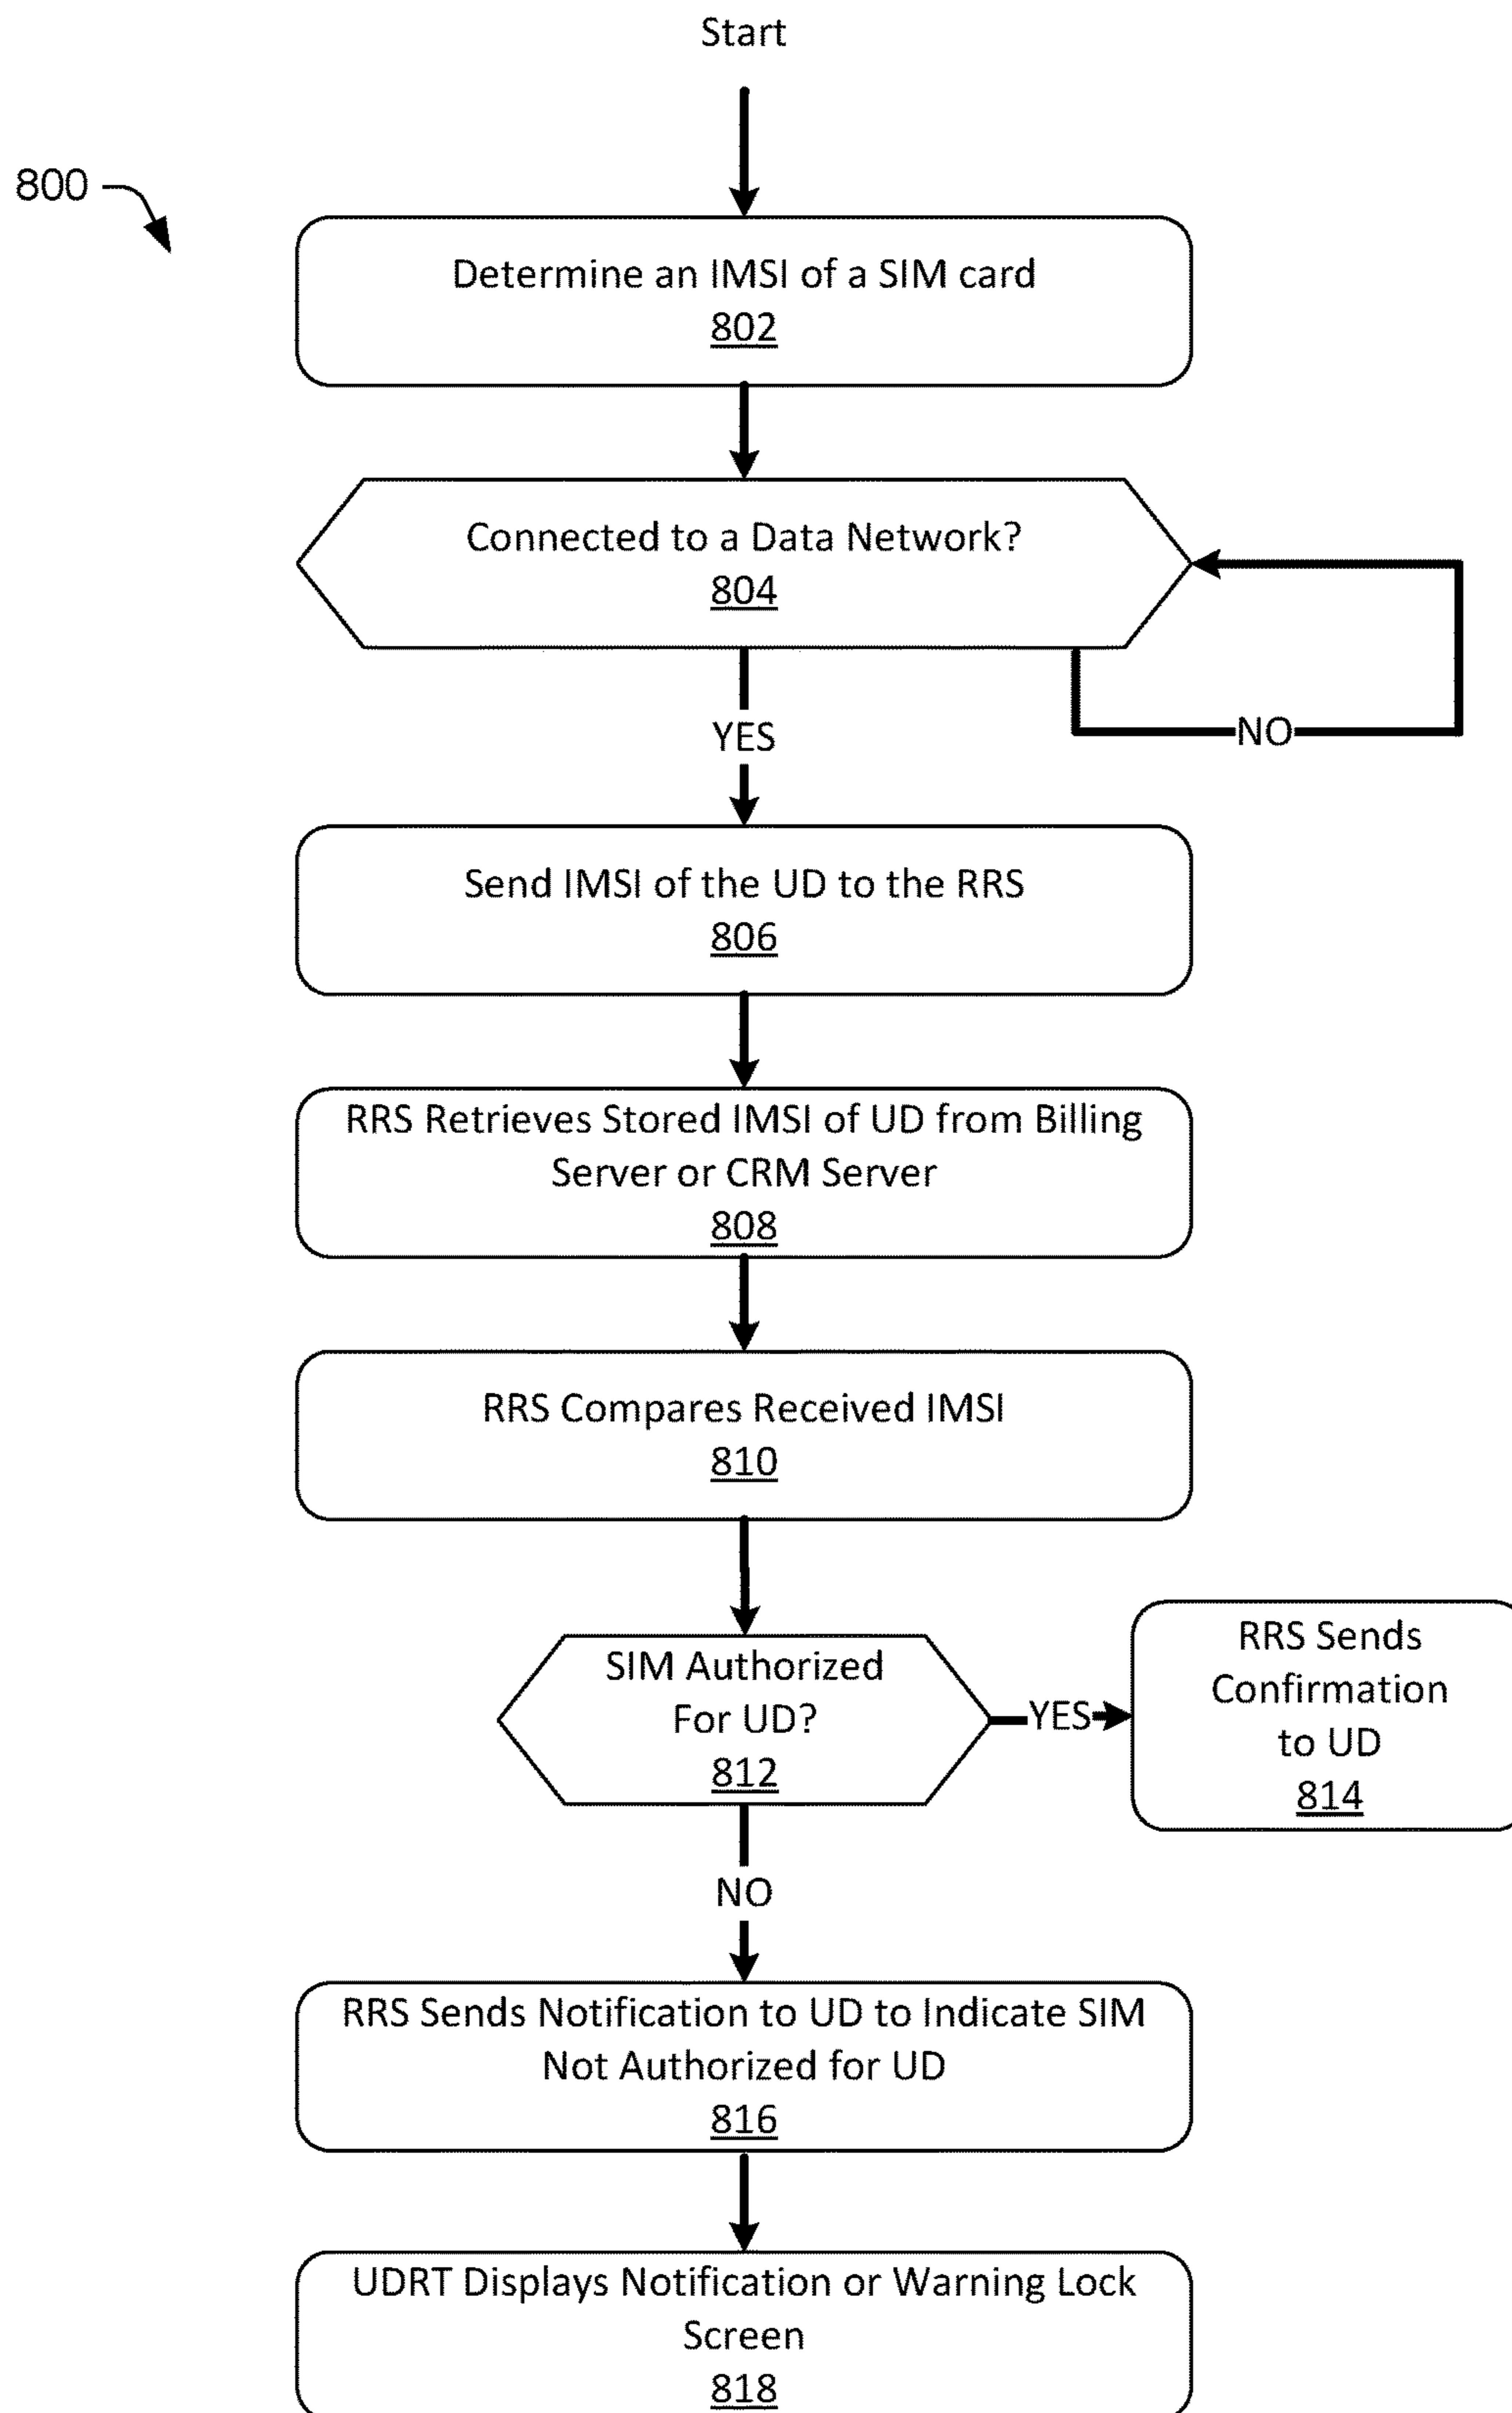 Start
800
Determine an IMSI of a SIM card
802
Connected to a Data Network?
804
YES
NO
Send IMSI of the UD to the RRS
806
RRS Retrieves Stored IMSI of UD from Billing
Server or CRM Server
808
RRS Compares Received IMSI
810
SIM Authorized
For UD?
812
YES
RRS Sends
Confirmation
to UD
814
NO
RRS Sends Notification to UD to Indicate SIM
Not Authorized for UD
816
UDRT Displays Notification or Warning Lock
Screen
818